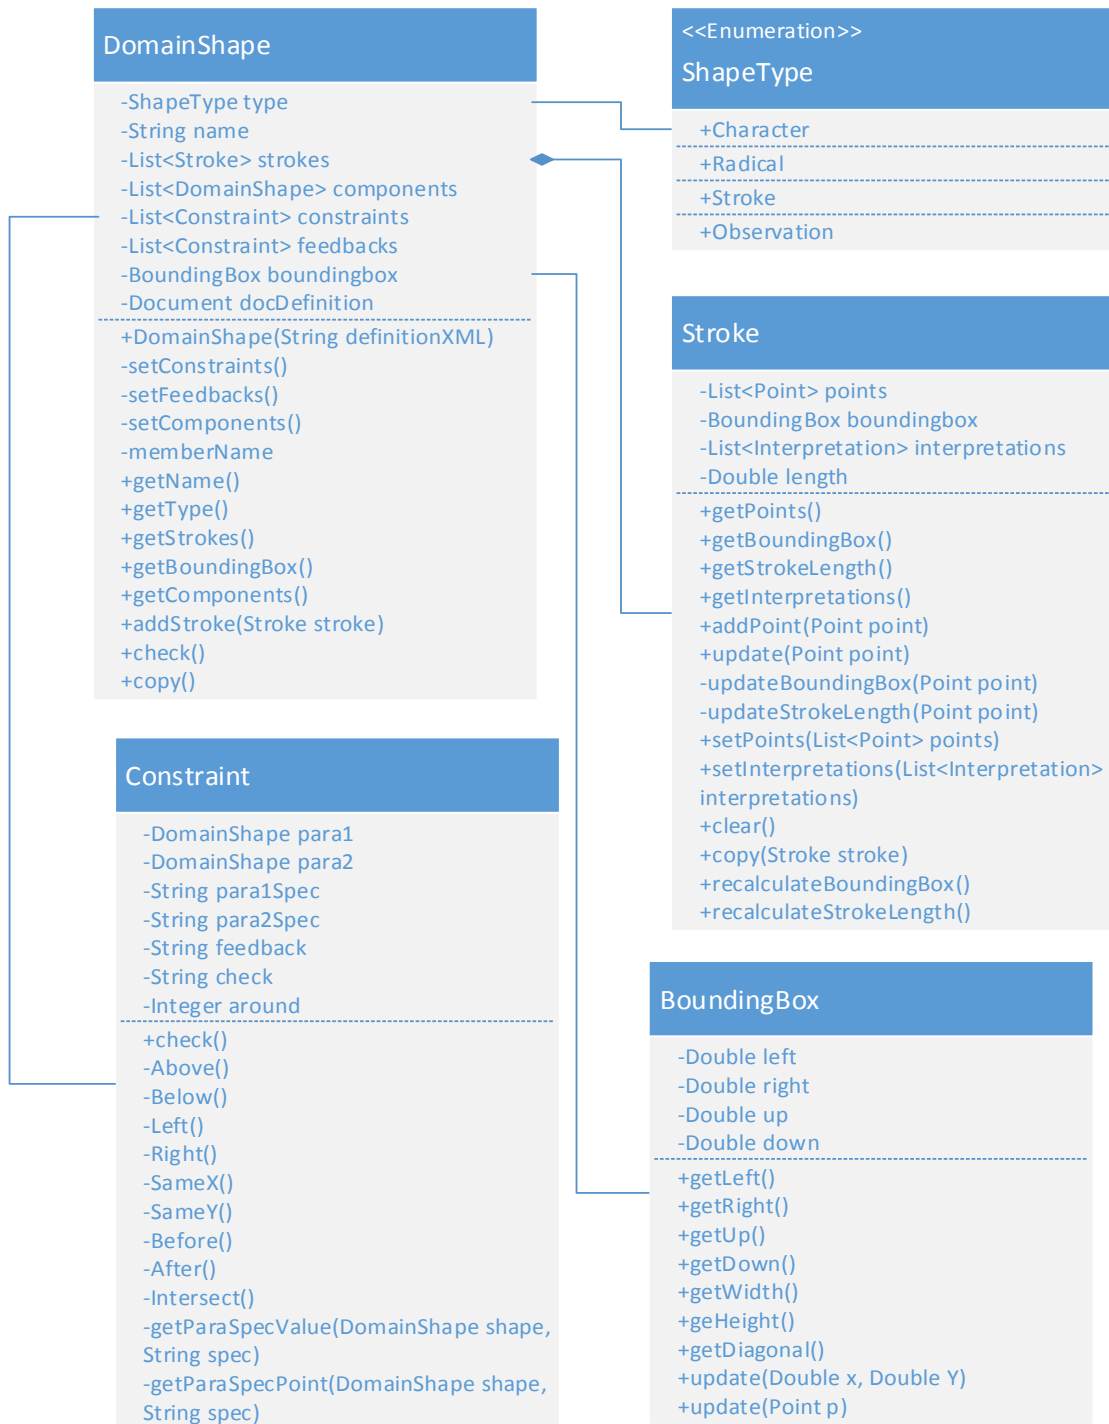 DomainShape
-ShapeType type
-String name
-List<Stroke> strokes
-List<DomainShape> components
-List<Constraint> constraints
-List<Constraint> feedbacks
-BoundingBox boundingbox
-Document docDefinition
+DomainShape(String definitionXML)
-setConstraints()
-setFeedbacks()
-setComponents()
-memberName
+getName()
+getType()
+getStrokes()
+getBoundingBox()
+getComponents()
+addStroke(Stroke stroke)
+check()
+copy()
<<Enumeration>>
ShapeType
+Character
+Radical
+Stroke
+Observation
Stroke
-List<Point> points
-BoundingBox boundingbox
-List<Interpretation> interpretations
-Double length
+getPoints()
+getBoundingBox()
+getStrokeLength()
+getInterpretations()
+addPoint(Point point)
+update(Point point)
-updateBoundingBox(Point point)
-updateStrokeLength(Point point)
+setPoints(List<Point> points)
+setInterpretations(List<Interpretation>
interpretations)
+clear()
+copy(Stroke stroke)
+recalculateBoundingBox()
+recalculateStrokeLength()
Constraint
-DomainShape para1
-DomainShape para2
-String para1Spec
-String para2Spec
-String feedback
-String check
-Integer around
+check()
-Above()
-Below()
-Left()
-Right()
-SameX()
-SameY()
-Before()
-After()
-Intersect()
-getParaSpecValue(DomainShape shape,
String spec)
-getParaSpecPoint(DomainShape shape,
String spec)
BoundingBox
-Double left
-Double right
-Double up
-Double down
+getLeft()
+getRight()
+getUp()
+getDown()
+getWidth()
+geHeight()
+getDiagonal()
+update(Double x, Double Y)
+update(Point p)